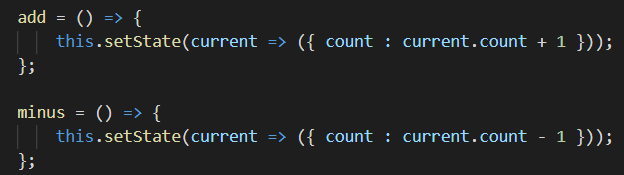 add = () => {
    this.setState(current => ({ count : current.count + 1 }));
};

minus = () => {
    this.setState(current => ({ count : current.count - 1 }));
};